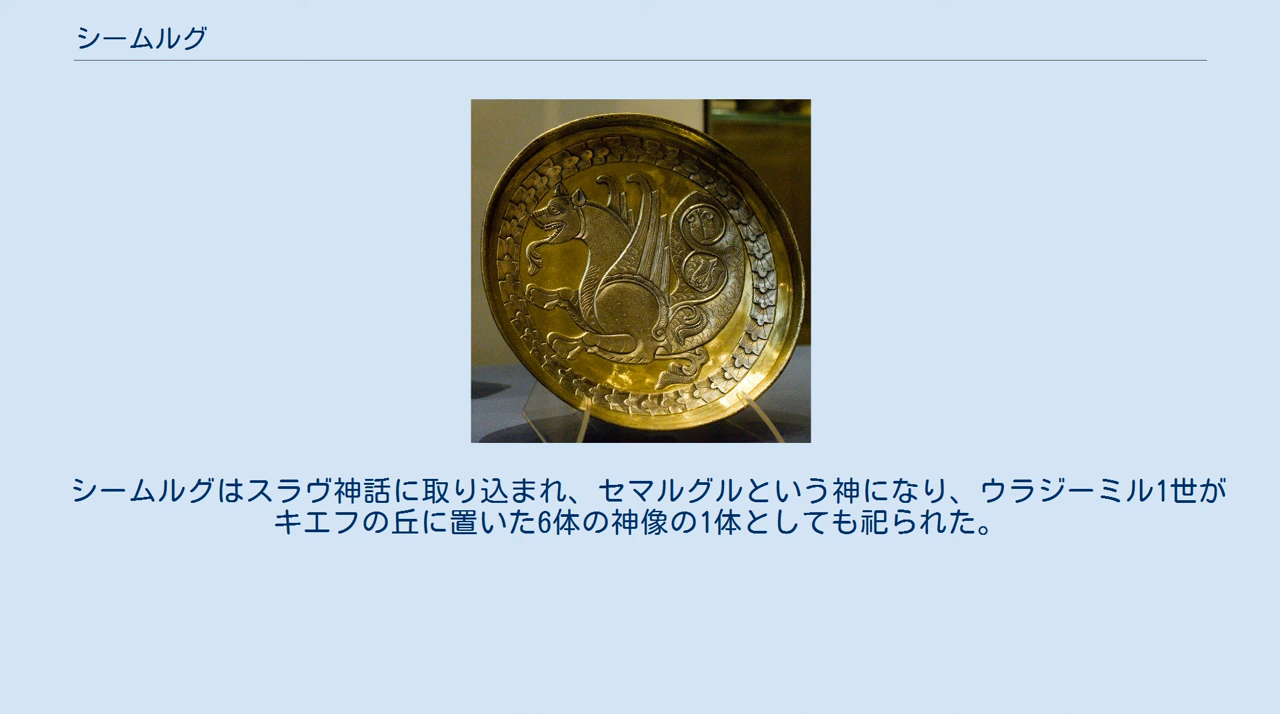 シームルグ
シームルグはスラヴ神話に取り込まれ、セマルグルという神になり、ウラジーミル1世が
キエフの丘に置いた6体の神像の1体としても祀られた。